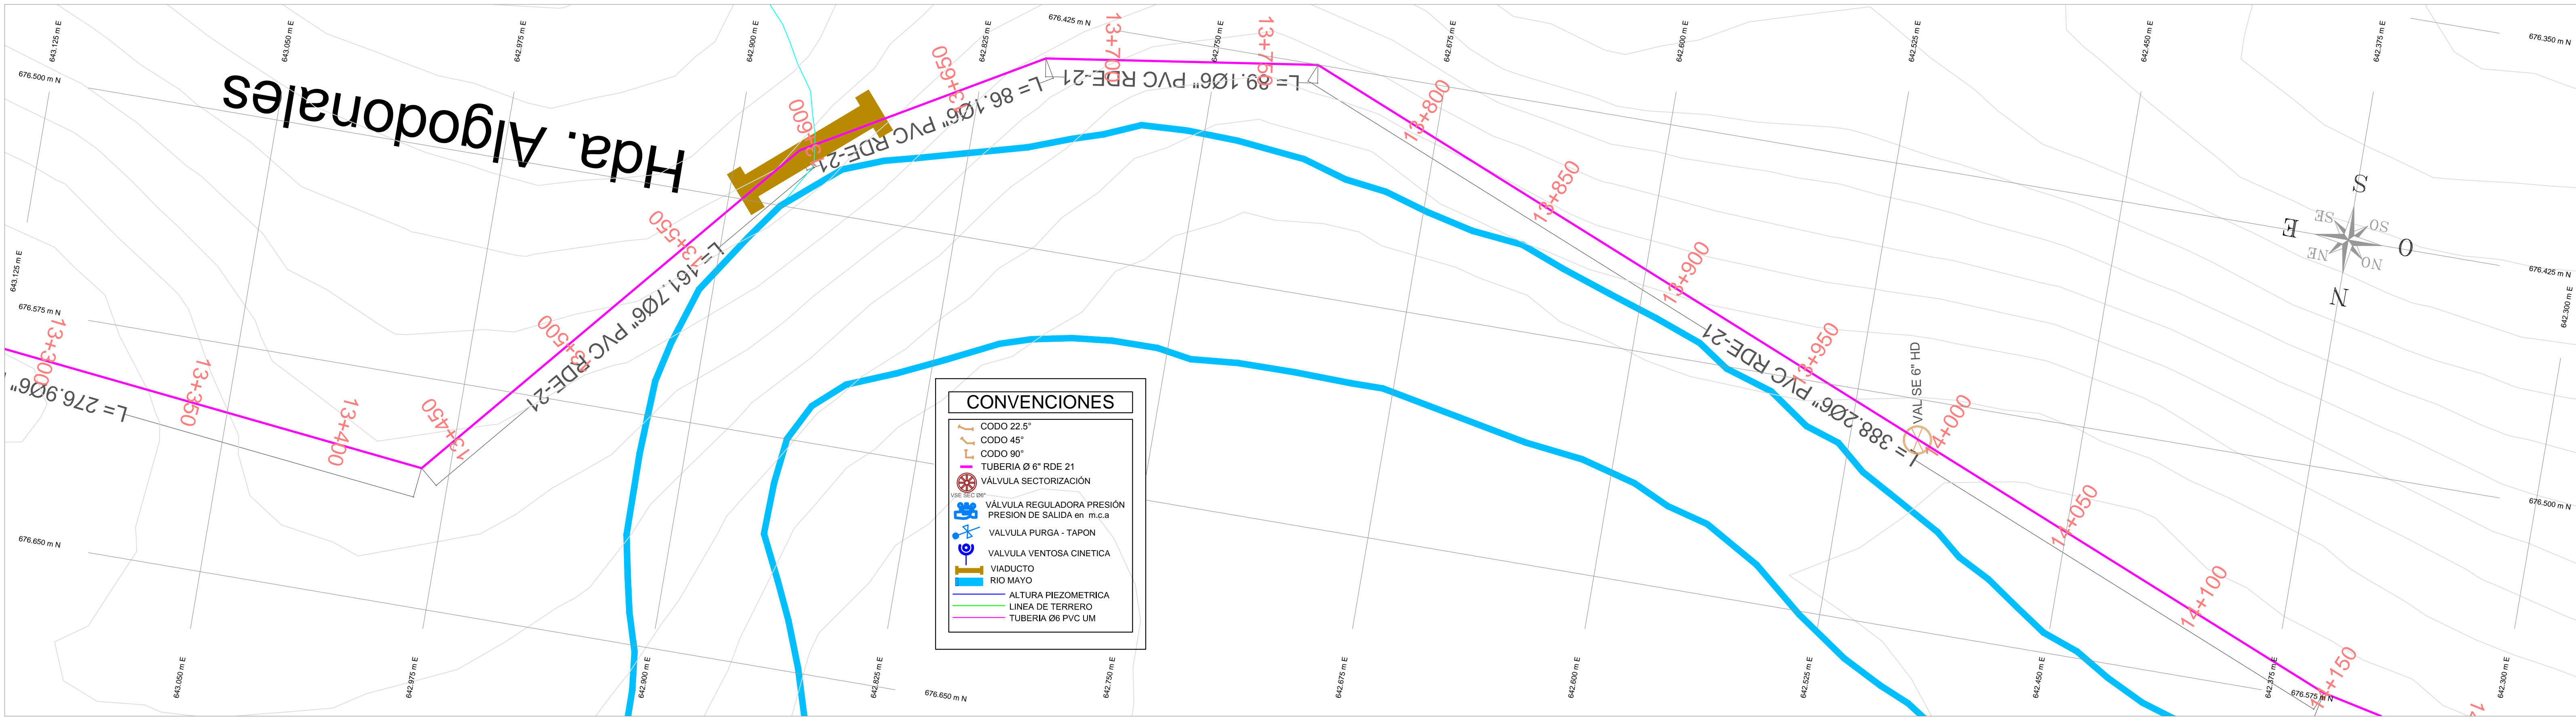 643.125 m E
643.050 m E
642.975 m E
642.900 m E
642.825 m E
676.425 m N
642.750 m E
642.675 m E
642.600 m E
642.525 m E
642.450 m E
642.375 m E
676.350 m N
676.500 m N
Hda. Algodonales
13+600
13+650
13+700
13+750
13+800
L= 86.1Ø6" PVC RDE-21
L= 89.1Ø6" PVC RDE-21
13+850
13+900
13+550
L= 161.7Ø6" PVC RDE-21
643.125 m E
S
SE
SO
E
O
NE
NO
N
676.425 m N
642.300 m E
676.575 m N
13+300
13+350
13+400
13+450
13+500
L= 276.9Ø6"
13+950
L= 388.2Ø6" PVC RDE-21
VAL SE 6" HD
14+000
14+050
14+100
14+150
676.500 m N
676.650 m N
CONVENCIONES
CODO 22.5°
CODO 45°
CODO 90°
TUBERIA Ø 6" RDE 21
VÁLVULA SECTORIZACIÓN
VSE SEC Ø6"
VÁLVULA REGULADORA PRESIÓN
PRESION DE SALIDA en m.c.a
VALVULA PURGA - TAPON
VALVULA VENTOSA CINETICA
VIADUCTO
RIO MAYO
ALTURA PIEZOMETRICA
LINEA DE TERRERO
TUBERIA Ø6 PVC UM
643.050 m E
642.975 m E
642.900 m E
642.825 m E
676.650 m N
642.750 m E
642.675 m E
642.600 m E
642.525 m E
642.450 m E
642.375 m E
676.575 m N
642.300 m E